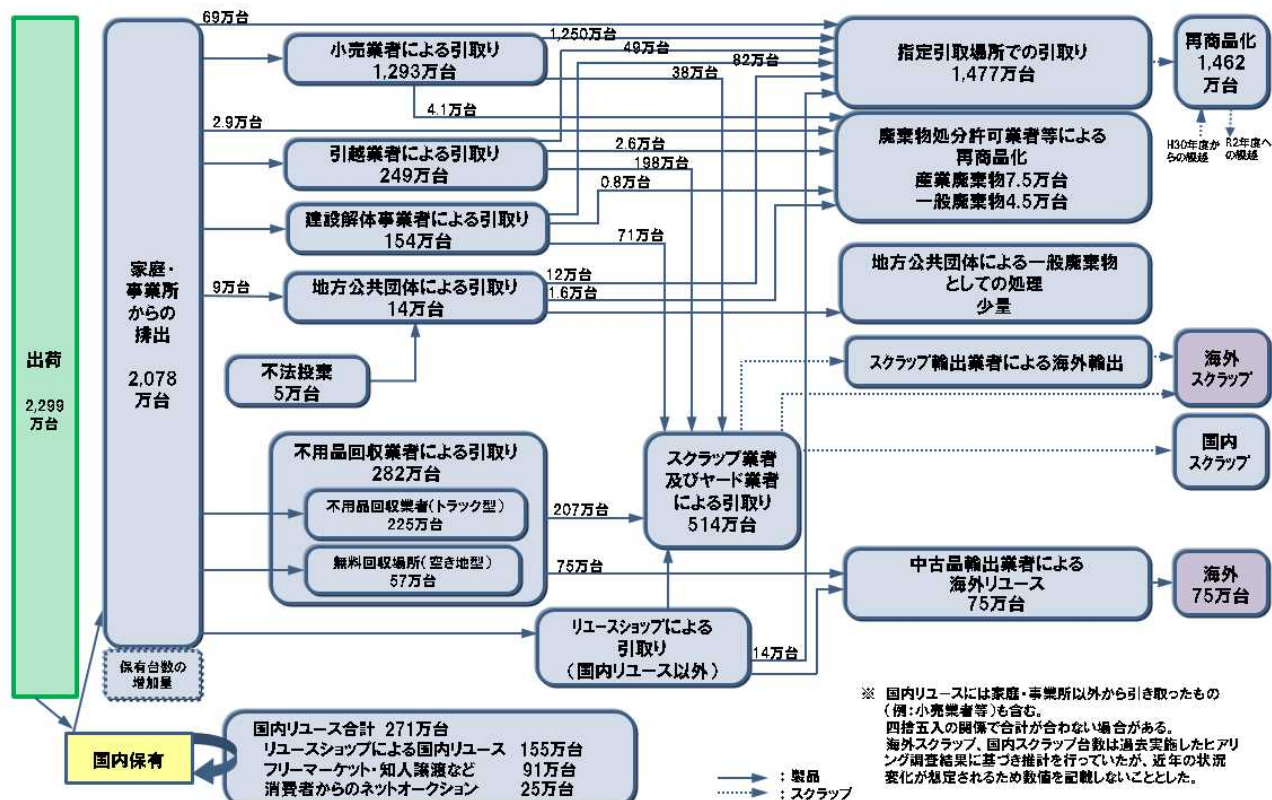 出荷
2,299
万台
家庭・
事業所
からの
排出
2,078
万台
保有台数の
増加量
国内保有
69万台
2.9万台
9万台
小売業者による引取り
1,293万台
引越業者による引取り
249万台
建設解体事業者による引取り
154万台
地方公共団体による引取り
14万台
不法投棄
5万台
不用品回収業者による引取り
282万台
不用品回収業者(トラック型)
225万台
無料回収場所(空き地型)
57万台
1,250万台
49万台
82万台
38万台
4.1万台
2.6万台
198万台
0.8万台
71万台
12万台
1.6万台
207万台
75万台
14万台
スクラップ業者
及びヤード業者
による引取り
514万台
リユースショップによる
引取り
(国内リユース以外)
指定引取場所での引取り
1,477万台
再商品化
1,462
万台
H30年度か
らの繰越
R2年度へ
の繰越
廃棄物処分許可業者等による
再商品化
産業廃棄物7.5万台
一般廃棄物4.5万台
地方公共団体による一般廃棄物
としての処理
少量
スクラップ輸出業者による海外輸出
海外
スクラップ
国内
スクラップ
中古品輸出業者による
海外リユース
75万台
海外
75万台
国内リユース合計 271万台
リユースショップによる国内リユース 155万台
フリーマーケット・知人譲渡など 91万台
消費者からのネットオークション 25万台
※ 国内リユースには家庭・事業所以外から引き取ったもの
(例:小売業者等)も含む。
四捨五入の関係で合計が合わない場合がある。
海外スクラップ、国内スクラップ台数は過去実施したヒアリ
ング調査結果に基づき推計を行っていたが、近年の状況
変化が想定されるため数値を記載しないこととした。
:製品
:スクラップ